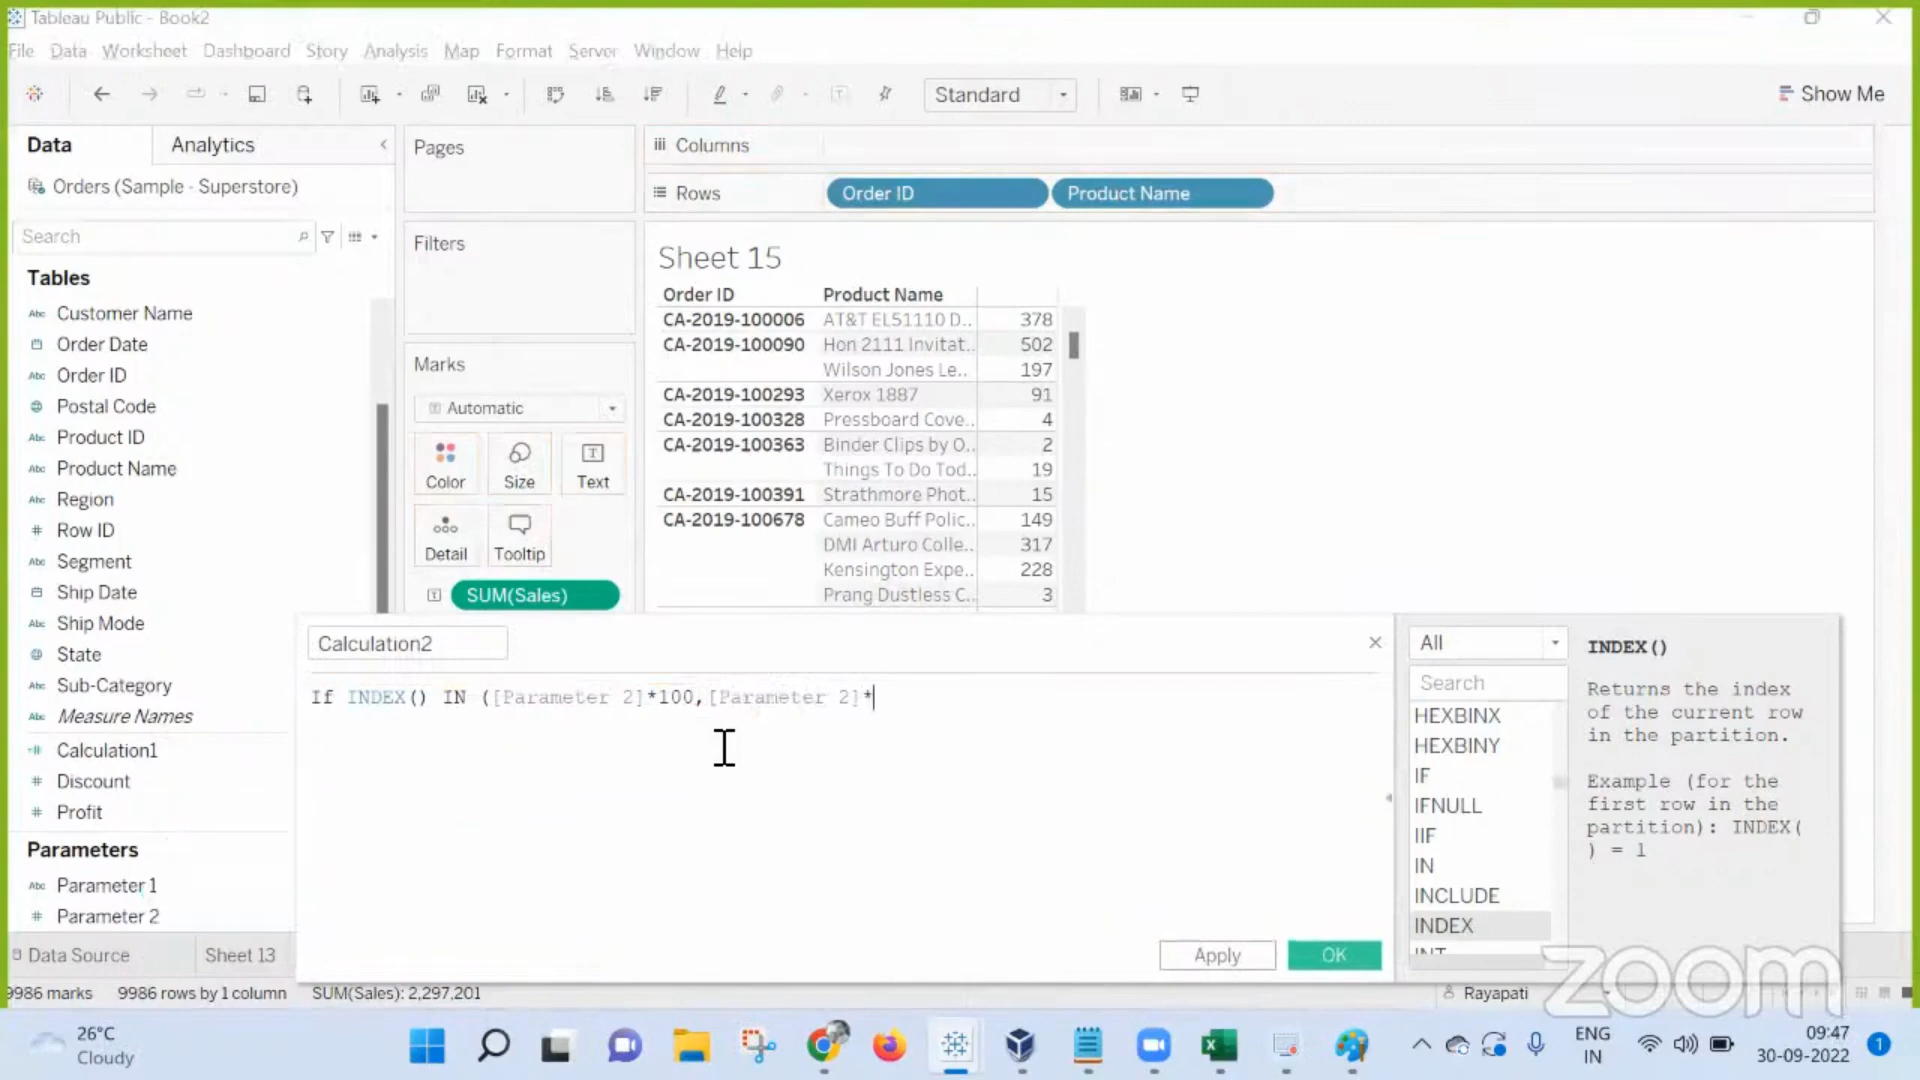 Tableau Public - Book2
File Data Worksheet Dashboard Story Analysis Map Format Server Window Help
Standard
Show Me
Data
Analytics
Pages
Columns
Orders (Sample - Superstore)
Rows
Order ID
Product Name
Search
Filters
Sheet 15
Tables
Order ID Product Name
Customer Name
CA-2019-100006 AT&T EL51110 D.. 378
Order Date
CA-2019-100090 Hon 2111 Invitat.. 502
Marks
Wilson Jones Le.. 197
Order ID
CA-2019-100293 Xerox 1887 91
Postal Code
Automatic
CA-2019-100328 Pressboard Cove.. 4
Product ID
CA-2019-100363 Binder Clips by O.. 2
Product Name
Things To Do Tod.. 19
Color Size Text
Region
CA-2019-100391 Strathmore Phot.. 15
Row ID
CA-2019-100678 Cameo Buff Polic.. 149
Segment
Detail Tooltip
DMI Arturo Colle.. 317
Ship Date
Kensington Expe.. 228
SUM(Sales)
Prang Dustless C.. 3
Ship Mode
State
Sub-Category
Measure Names
Calculation1
Discount
Profit
Parameters
Parameter 1
Parameter 2
Calculation2
If INDEX() IN ([Parameter 2]*100,[Parameter 2]*
Apply
OK
All
Search
HEXBINX
HEXBINY
IF
IFNULL
IIF
IN
INCLUDE
INDEX
INT
INDEX()
Returns the index
of the current row
in the partition.
Example (for the
first row in the
partition): INDEX(
) = 1
Data Source
Sheet 13
9986 marks 9986 rows by 1 column SUM(Sales): 2,297,201
Rayapati
zoom
26°C
Cloudy
ENG
IN
09:47
30-09-2022
1